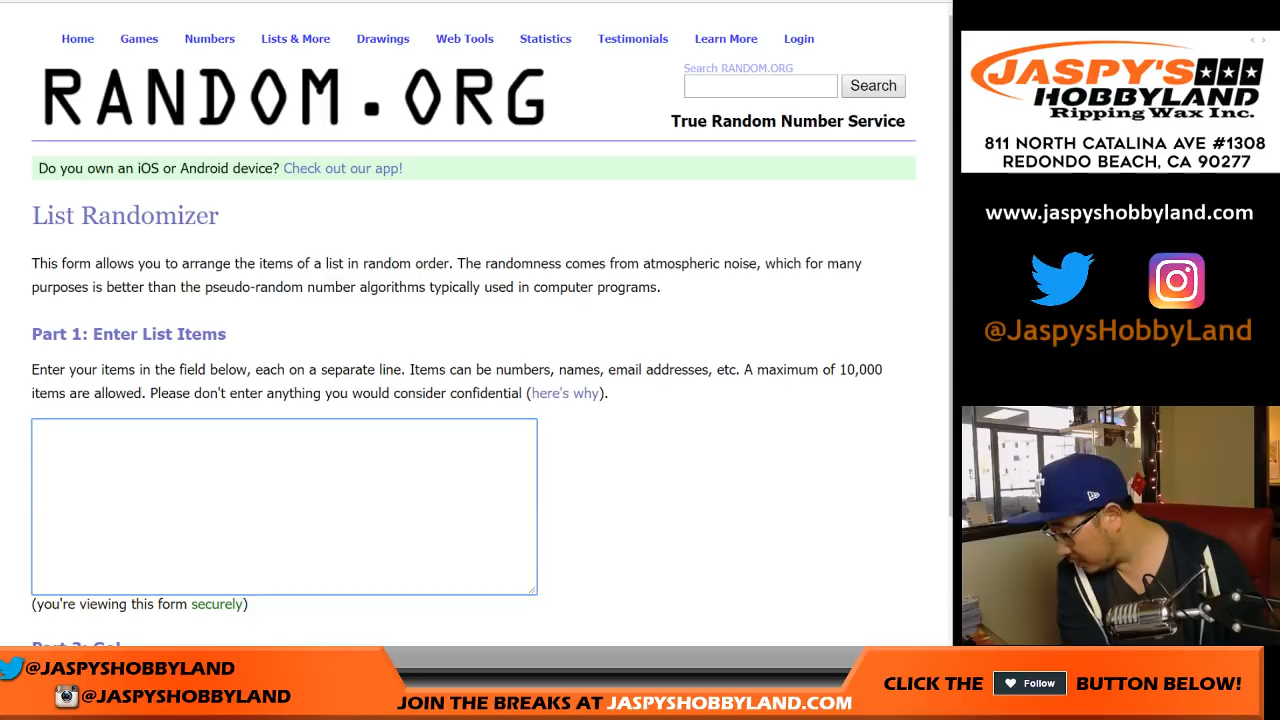 Home Games Numbers Lists & More Drawings Web Tools Statistics Testimonials Learn More Login
RANDOM.ORG
Search RANDOM.ORG
Search
True Random Number Service
Do you own an iOS or Android device? Check out our app!
List Randomizer
This form allows you to arrange the items of a list in random order. The randomness comes from atmospheric noise, which for many
purposes is better than the pseudo-random number algorithms typically used in computer programs.
Part 1: Enter List Items
Enter your items in the field below, each on a separate line. Items can be numbers, names, email addresses, etc. A maximum of 10,000
items are allowed. Please don't enter anything you would consider confidential (here's why).
(you're viewing this form securely)
Part 2: Go!
JASPY'S
HOBBYLAND
Ripping Wax Inc.
811 NORTH CATALINA AVE #1308
REDONDO BEACH, CA 90277
www.jaspyshobbyland.com
@JaspysHobbyLand
@JASPYSHOBBYLAND
@JASPYSHOBBYLAND
JOIN THE BREAKS AT JASPYSHOBBYLAND.COM
CLICK THE Follow BUTTON BELOW!